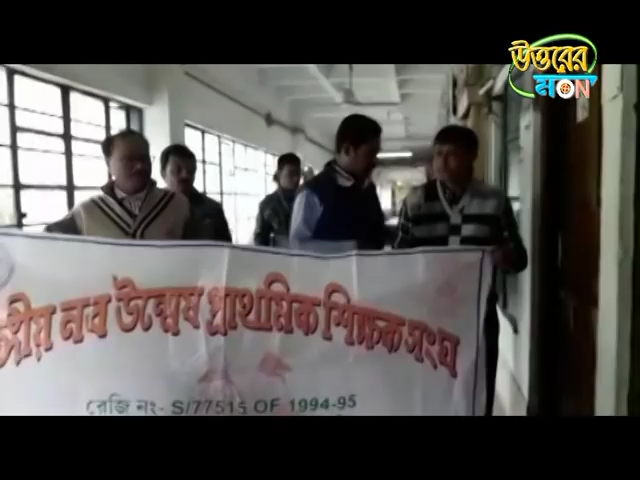 উত্তরের
মন
ীয় নব উন্মেষ প্রাথমিক শিক্ষক সংঘ
রেজি নং- S/77515 OF 1994-95